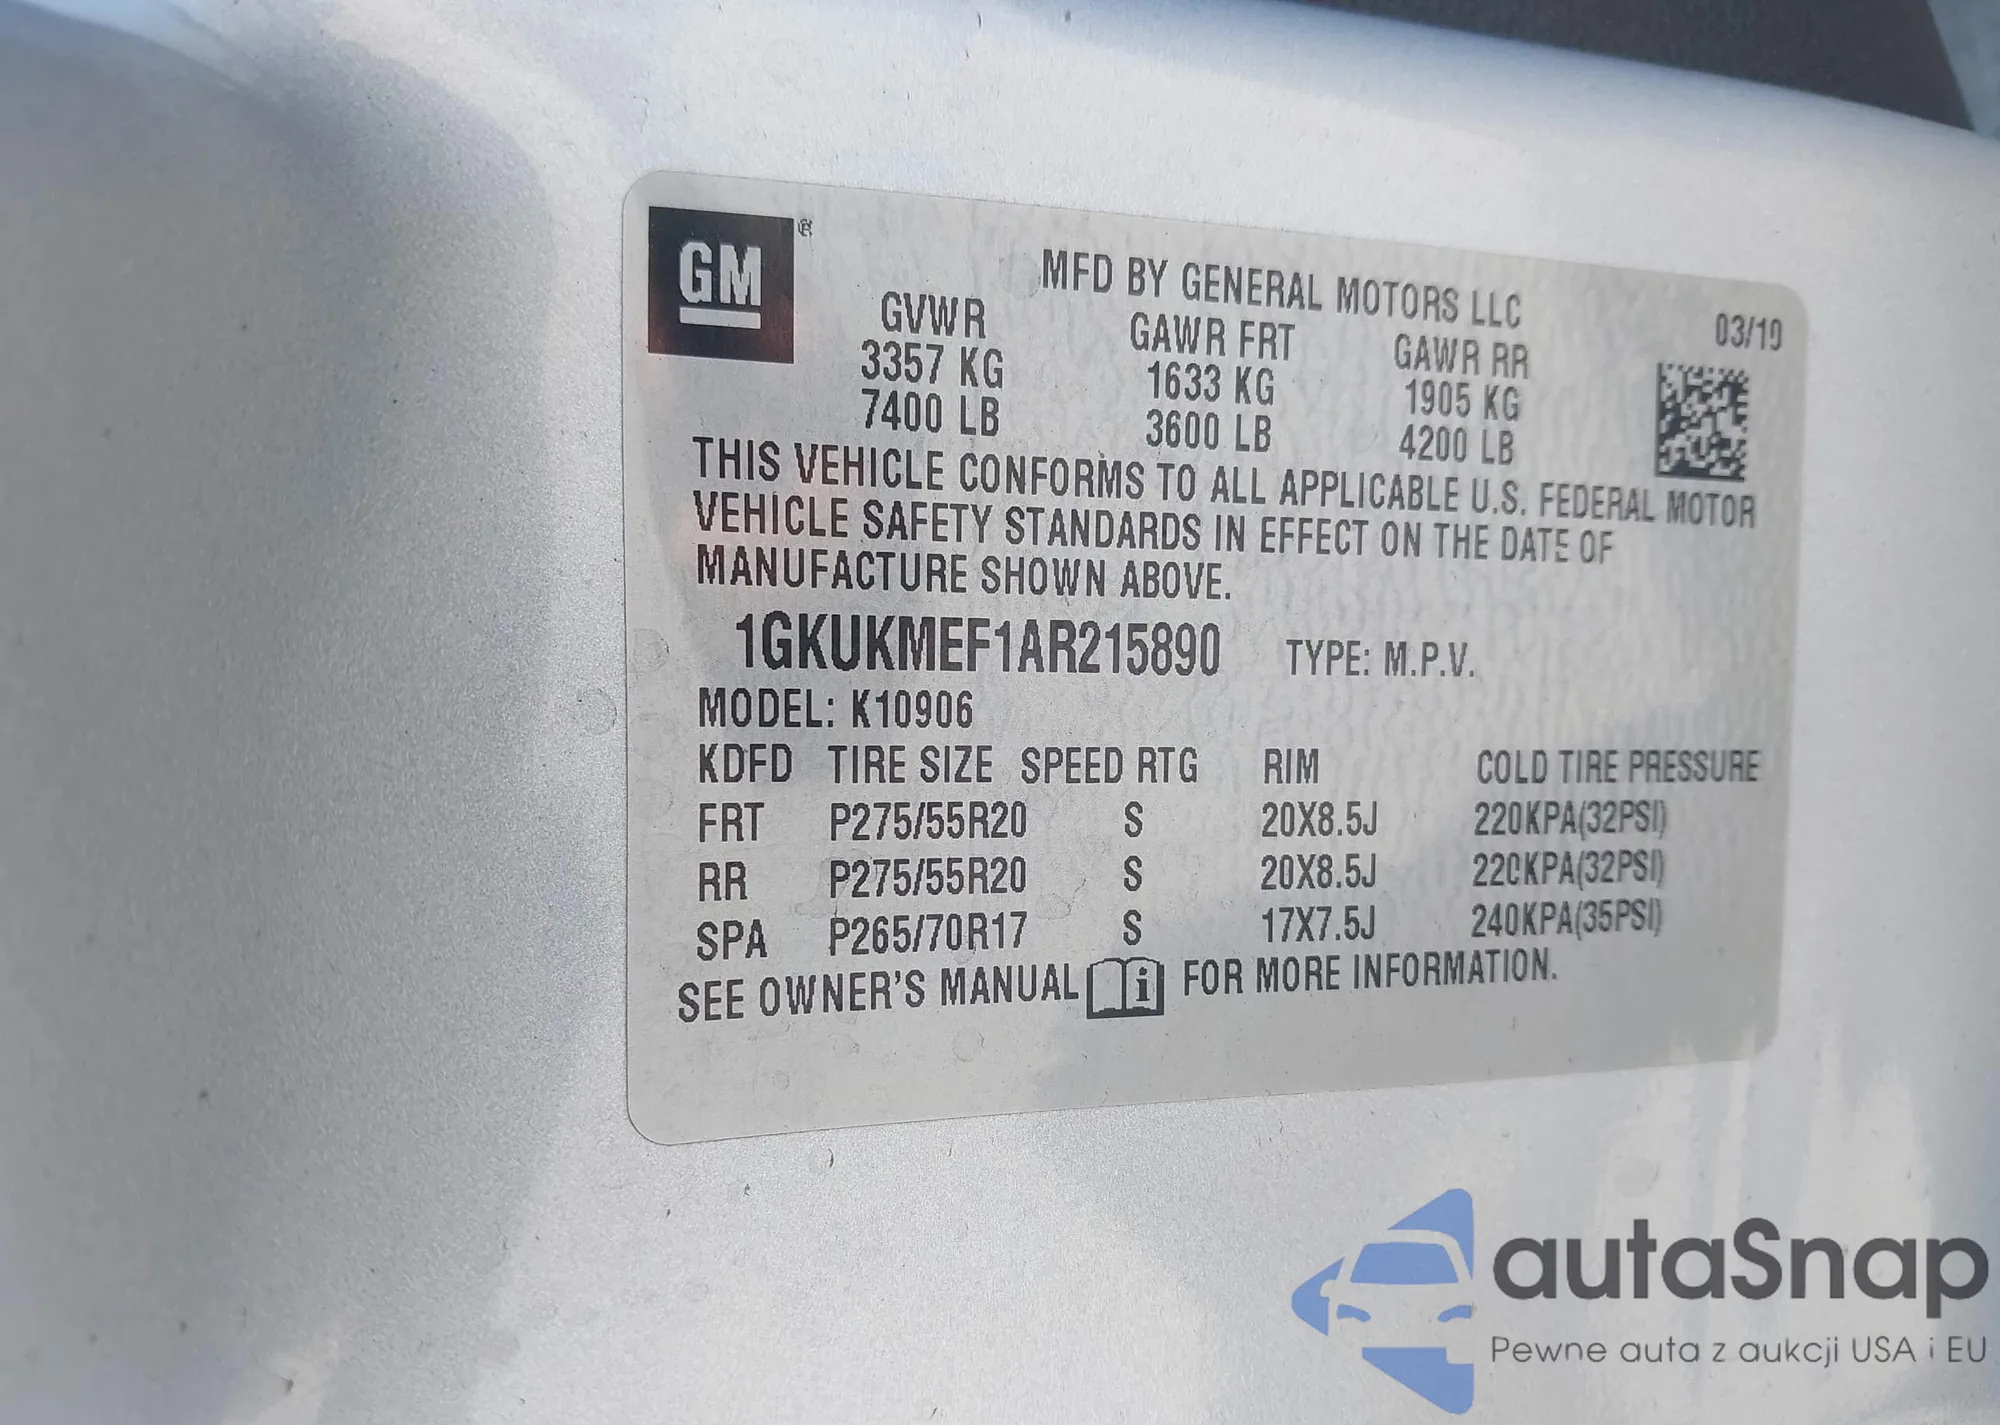 GM ®
MFD BY GENERAL MOTORS LLC
03/10
GVWR GAWR FRT GAWR RR
3357 KG 1633 KG 1905 KG
7400 LB 3600 LB 4200 LB
THIS VEHICLE CONFORMS TO ALL APPLICABLE U.S. FEDERAL MOTOR
VEHICLE SAFETY STANDARDS IN EFFECT ON THE DATE OF
MANUFACTURE SHOWN ABOVE.
1GKUKMEF1AR215890 TYPE: M.P.V.
MODEL: K10906
KDFD TIRE SIZE SPEED RTG RIM COLD TIRE PRESSURE
FRT P275/55R20 S 20X8.5J 220KPA(32PSI)
RR P275/55R20 S 20X8.5J 220KPA(32PSI)
SPA P265/70R17 S 17X7.5J 240KPA(35PSI)
SEE OWNER'S MANUAL i FOR MORE INFORMATION.
autaSnap
Pewne auta z aukcji USA i EU